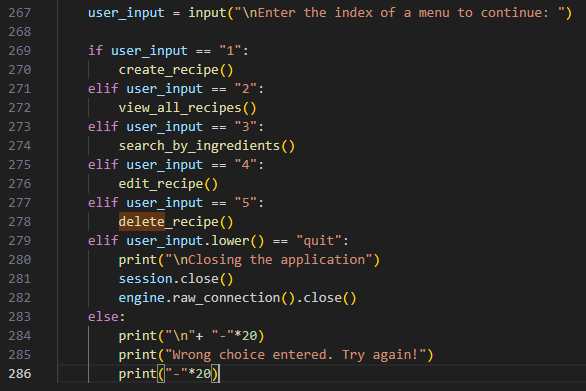 267 user_input = input("\nEnter the index of a menu to continue: ")
268
269 if user_input == "1":
270 create_recipe()
271 elif user_input == "2":
272 view_all_recipes()
273 elif user_input == "3":
274 search_by_ingredients()
275 elif user_input == "4":
276 edit_recipe()
277 elif user_input == "5":
278 delete_recipe()
279 elif user_input.lower() == "quit":
280 print("\nClosing the application")
281 session.close()
282 engine.raw_connection().close()
283 else:
284 print("\n"+ "-"*20)
285 print("Wrong choice entered. Try again!")
286 print("-"*20)